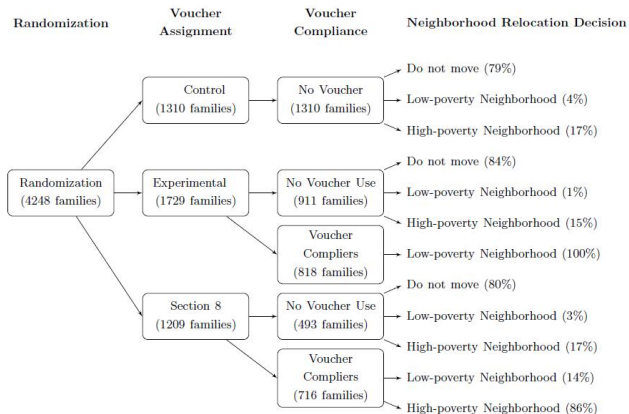 Randomization
Voucher
Assignment
Voucher
Compliance
Neighborhood Relocation Decision
Control
(1310 families)
No Voucher
(1310 families)
Do not move (79%)
Low-poverty Neighborhood (4%)
High-poverty Neighborhood (17%)
Randomization
(4248 families)
Experimental
(1729 families)
No Voucher Use
(911 families)
Do not move (84%)
Low-poverty Neighborhood (1%)
High-poverty Neighborhood (15%)
Voucher
Compliers
(818 families)
Low-poverty Neighborhood (100%)
Section 8
(1209 families)
No Voucher Use
(493 families)
Do not move (80%)
Low-poverty Neighborhood (3%)
High-poverty Neighborhood (17%)
Voucher
Compliers
(716 families)
Low-poverty Neighborhood (14%)
High-poverty Neighborhood (86%)